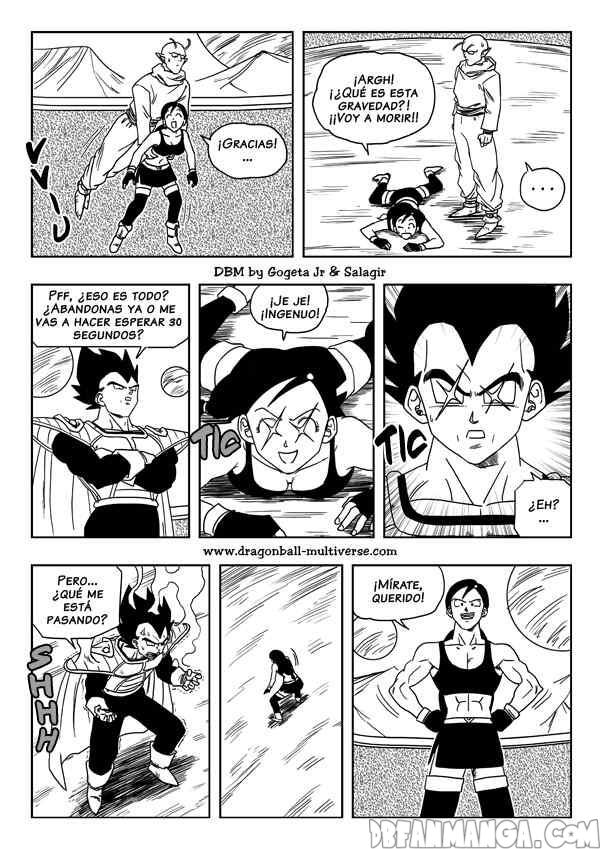 ¡GRACIAS!
...
VVIUU
¡ARGH!
¡¿QUÉ ES ESTA
GRAVEDAD?!
¡¡VOY A MORIR!!
...
DBM by Gogeta Jr & Salagir
PFF, ¿ESO ES TODO?
¿ABANDONAS YA O ME
VAS A HACER ESPERAR 30
SEGUNDOS?
¡JE JE!
¡INGENUO!
TIC
TIC
¿EH?
...
www.dragonball-multiverse.com
PERO...
¿QUÉ ME
ESTÁ
PASANDO?
SHHHH
¡MÍRATE,
QUERIDO!
DBFANMANGA.COM